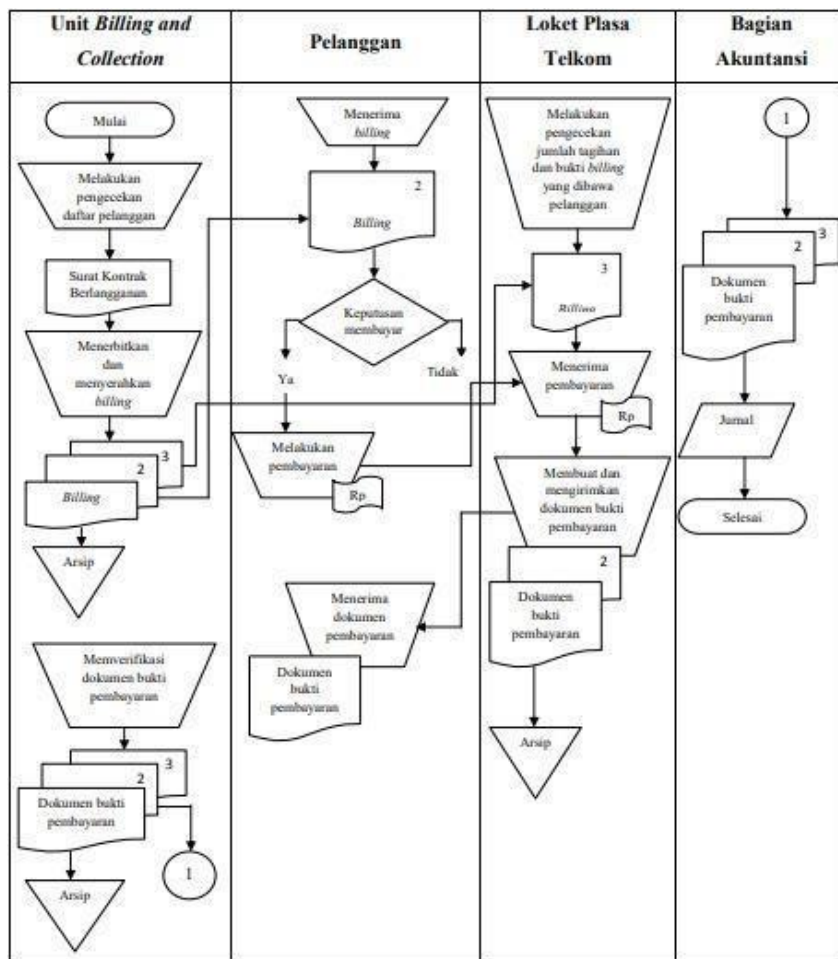 Unit Billing and
Collection
Pelanggan
Loket Plasa
Telkom
Bagian
Akuntansi
Mulai
Melakukan
pengecekan
daftar pelanggan
Surat Kontrak
Berlangganan
Menerbitkan
dan
menyerahkan
billing
3
2
Billing
Arsip
Memverifikasi
dokumen bukti
pembayaran
3
2
Dokumen bukti
pembayaran
1
Arsip
Menerima
billing
2
Billing
Keputusan
membayar
Ya
Tidak
Melakukan
pembayaran
Rp
Menerima
dokumen
pembayaran
Dokumen
bukti
pembayaran
Melakukan
pengecekan
jumlah tagihan
dan bukti billing
yang dibawa
pelanggan
3
Billing
Menerima
pembayaran
Rp
Membuat dan
mengirimkan
dokumen bukti
pembayaran
2
Dokumen
bukti
pembayaran
Arsip
1
3
2
Dokumen
bukti
pembayaran
Jurnal
Selesai